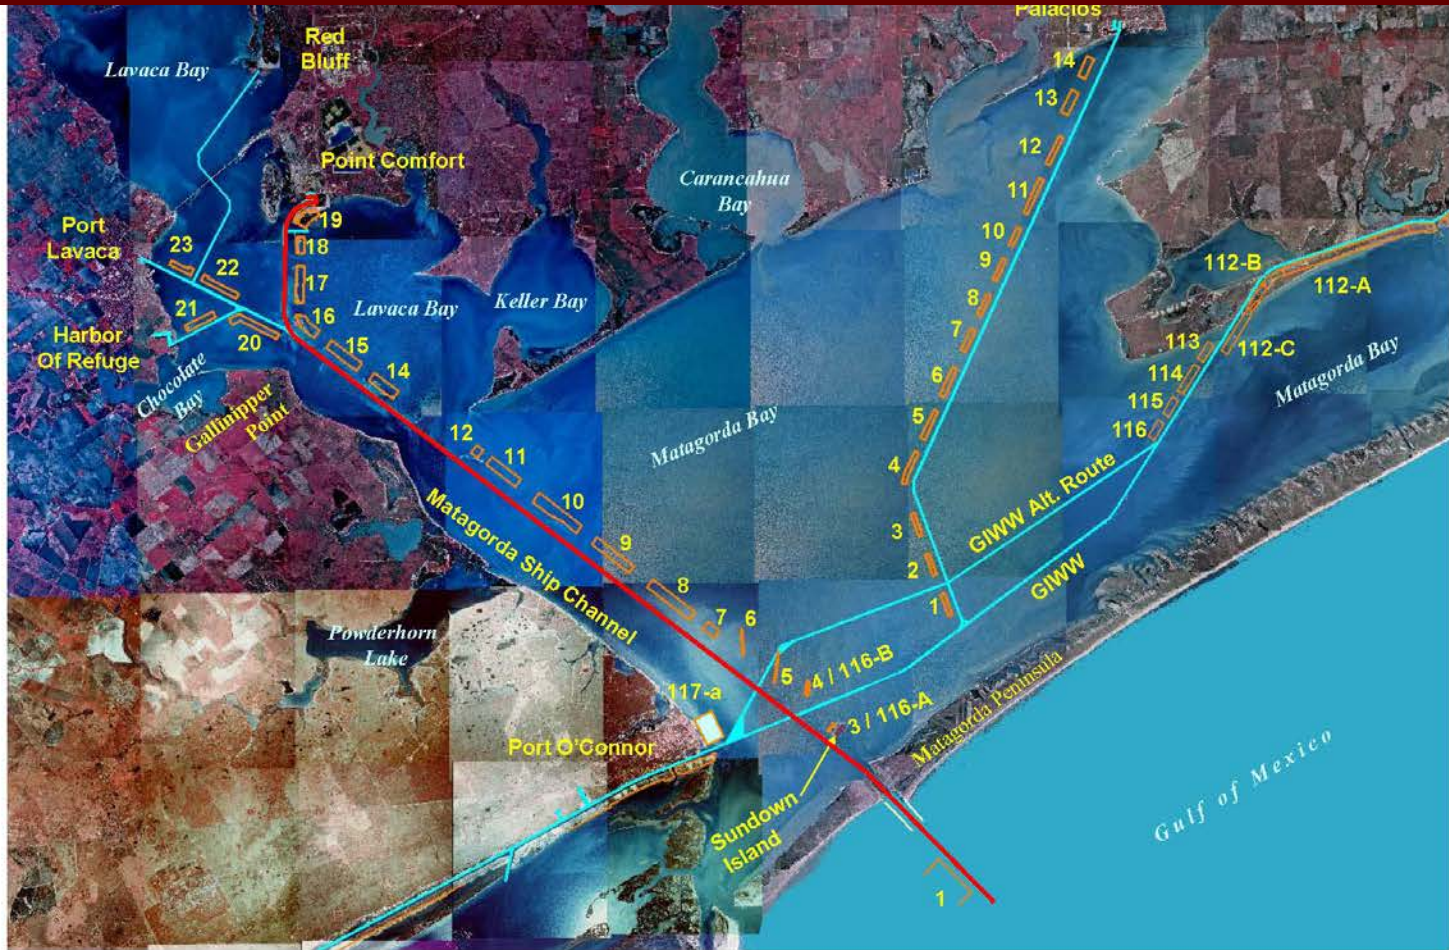 Palacios
Red
Bluff
Lavaca Bay
14
13
Point Comfort
12
Carancahua
Bay
11
19
Port
Lavaca
10
18
23
22
9
112-B
17
112-A
8
Lavaca Bay
Keller Bay
21
16
7
Harbor
Of Refuge
20
15
113
112-C
Chocolate
Bay
14
6
114
Matagorda Bay
Gallinipper
Point
5
115
Matagorda Bay
116
12
11
4
10
GIWW Alt. Route
3
Matagorda Ship Channel
9
2
GIWW
8
1
7
6
Powderhorn
Lake
5
4 / 116-B
117-a
3 / 116-A
Matagorda Peninsula
Port O'Connor
Sundown
Island
Gulf of Mexico
1